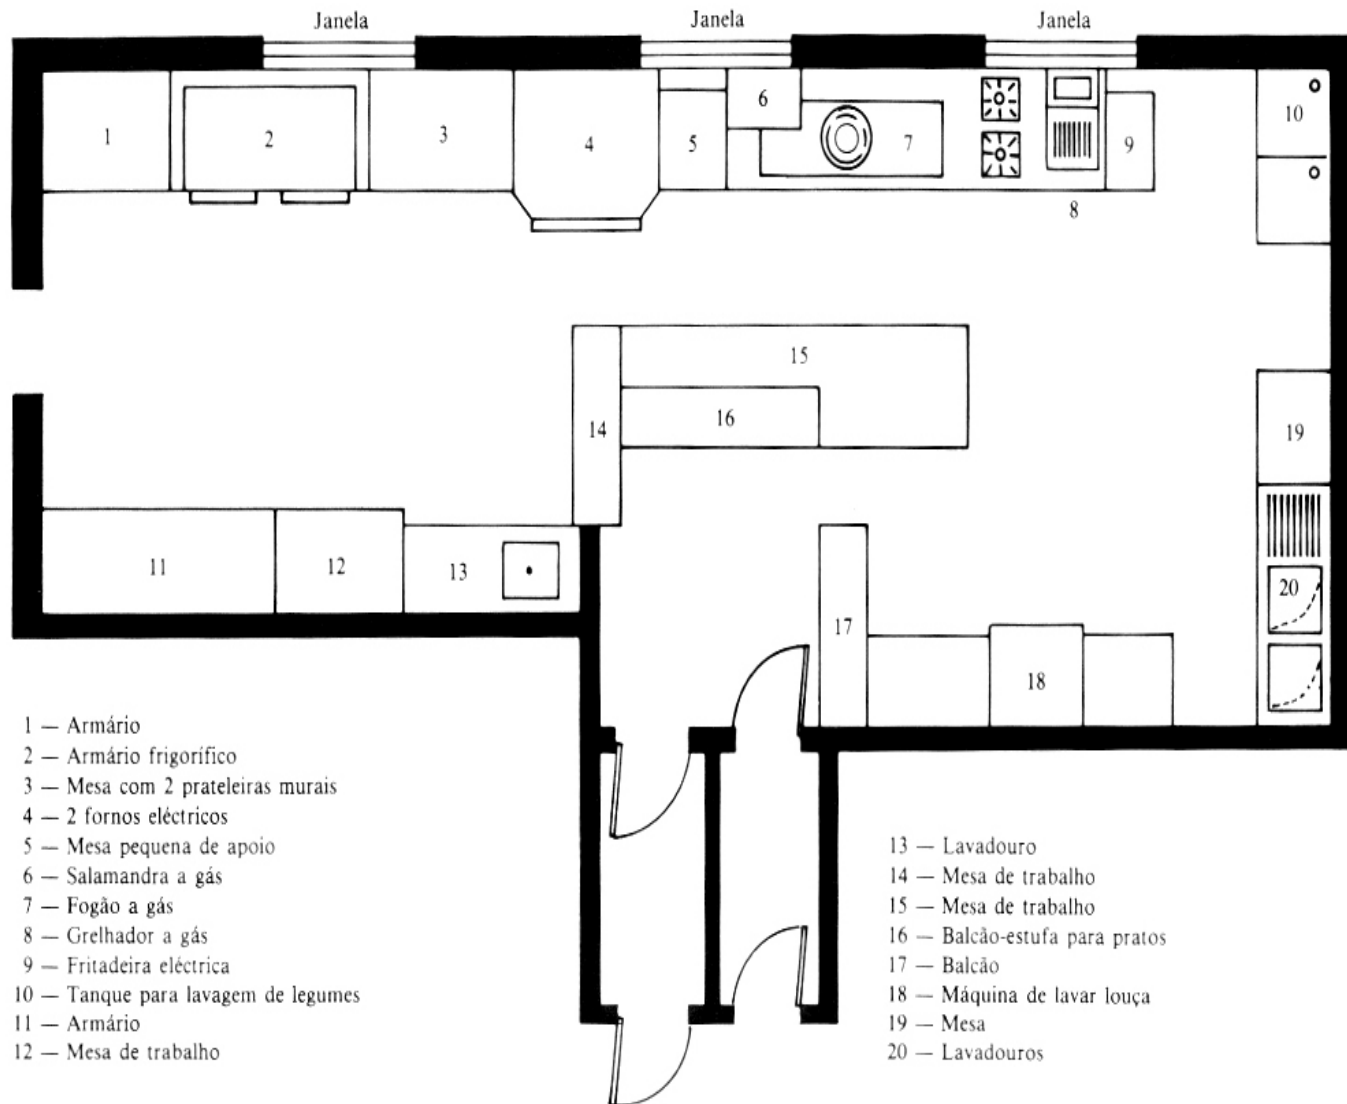 Janela
Janela
Janela
1
2
3
4
5
6
7
8
9
10
11
12
13
14
15
16
17
18
19
20
1 — Armário
2 — Armário frigorífico
3 — Mesa com 2 prateleiras murais
4 — 2 fornos eléctricos
5 — Mesa pequena de apoio
6 — Salamandra a gás
7 — Fogão a gás
8 — Grelhador a gás
9 — Fritadeira eléctrica
10 — Tanque para lavagem de legumes
11 — Armário
12 — Mesa de trabalho
13 — Lavadouro
14 — Mesa de trabalho
15 — Mesa de trabalho
16 — Balcão-estufa para pratos
17 — Balcão
18 — Máquina de lavar louça
19 — Mesa
20 — Lavadouros